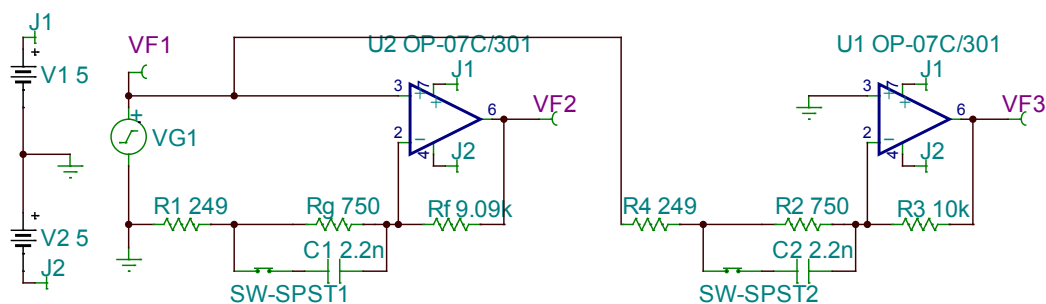 J1
+
V1 5
+
V2 5
J2
VF1
+
VG1
R1 249
Rg 750
Rf 9.09k
C1 2.2n
SW-SPST1
U2 OP-07C/301
J1
3
+
7
+
6
VF2
2
-
4
J2
R4 249
R2 750
R3 10k
C2 2.2n
SW-SPST2
U1 OP-07C/301
J1
3
+
7
+
6
VF3
2
-
4
J2